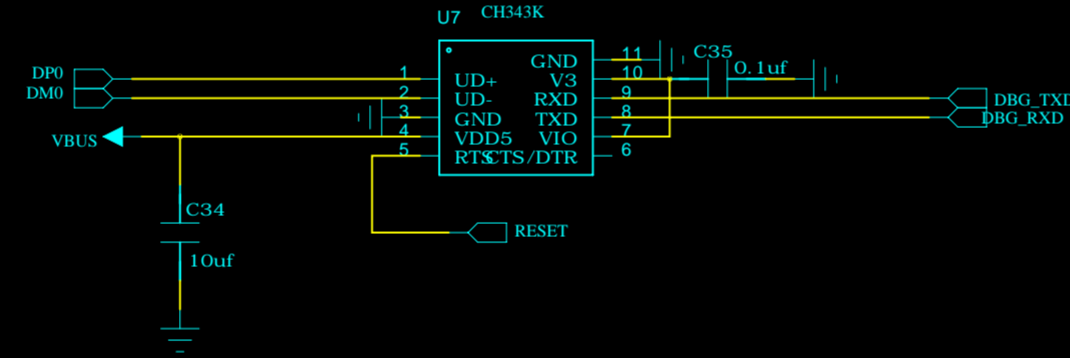 U7 CH343K
DP0
DM0
VBUS
1 UD+
2 UD-
3 GND
4 VDD5
5 RTS
GND 11
V3 10
RXD 9
TXD 8
VIO 7
CTS/DTR 6
C35
0.1uf
DBG_TXD
DBG_RXD
C34
10uf
RESET